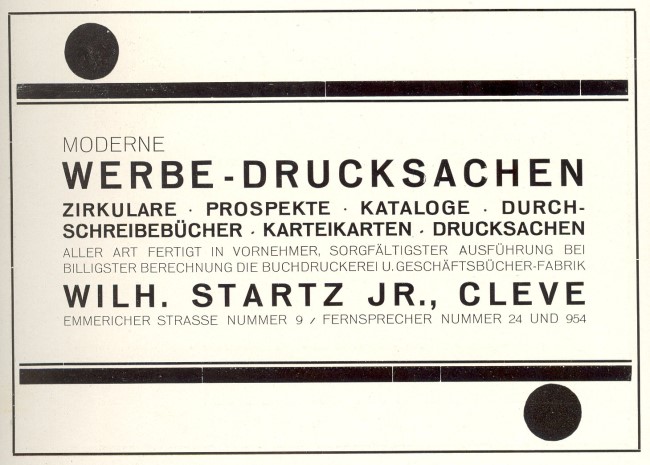 MODERNE
WERBE-DRUCKSACHEN
ZIRKULARE · PROSPEKTE · KATALOGE · DURCH-
SCHREIBEBÜCHER · KARTEIKARTEN · DRUCKSACHEN
ALLER ART FERTIGT IN VORNEHMER, SORGFÄLTIGSTER AUSFÜHRUNG BEI
BILLIGSTER BERECHNUNG DIE BUCHDRUCKEREI U. GESCHÄFTSBÜCHER-FABRIK
WILH. STARTZ JR., CLEVE
EMMERICHER STRASSE NUMMER 9 / FERNSPRECHER NUMMER 24 UND 954